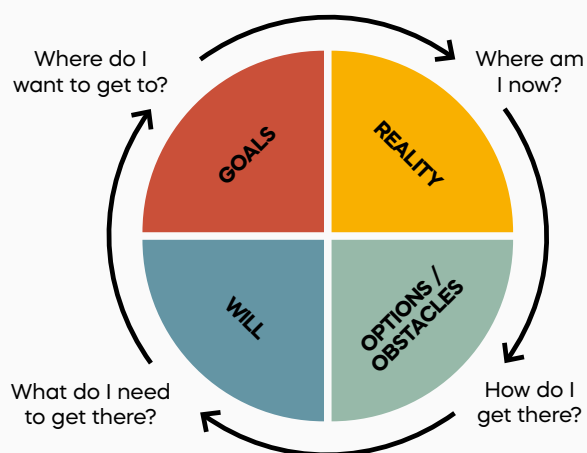 Where do I
want to get to?
Where am
I now?
GOALS
REALITY
WILL
OPTIONS /
OBSTACLES
What do I need
to get there?
How do I
get there?